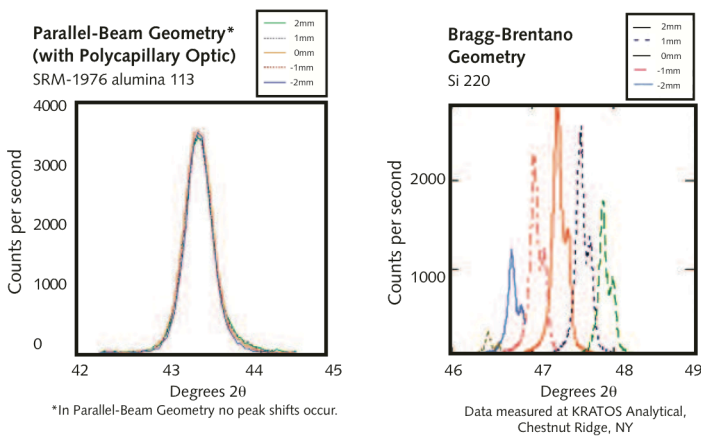 Parallel-Beam Geometry*
(with Polycapillary Optic)
SRM-1976 alumina 113
2mm
1mm
0mm
-1mm
-2mm
4000
3000
2000
1000
0
Counts per second
42
43
44
45
Degrees 2θ
*In Parallel-Beam Geometry no peak shifts occur.
Bragg-Brentano
Geometry
Si 220
2mm
1mm
0mm
-1mm
-2mm
2000
1000
Counts per second
46
47
48
49
Degrees 2θ
Data measured at KRATOS Analytical,
Chestnut Ridge, NY